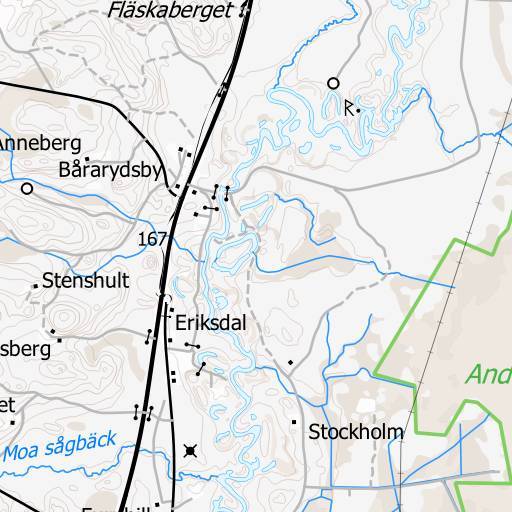 Fläskaberget
Anneberg
Bårarydsby
167
Stenshult
Eriksdal
sberg
And
et
Stockholm
Moa sågbäck